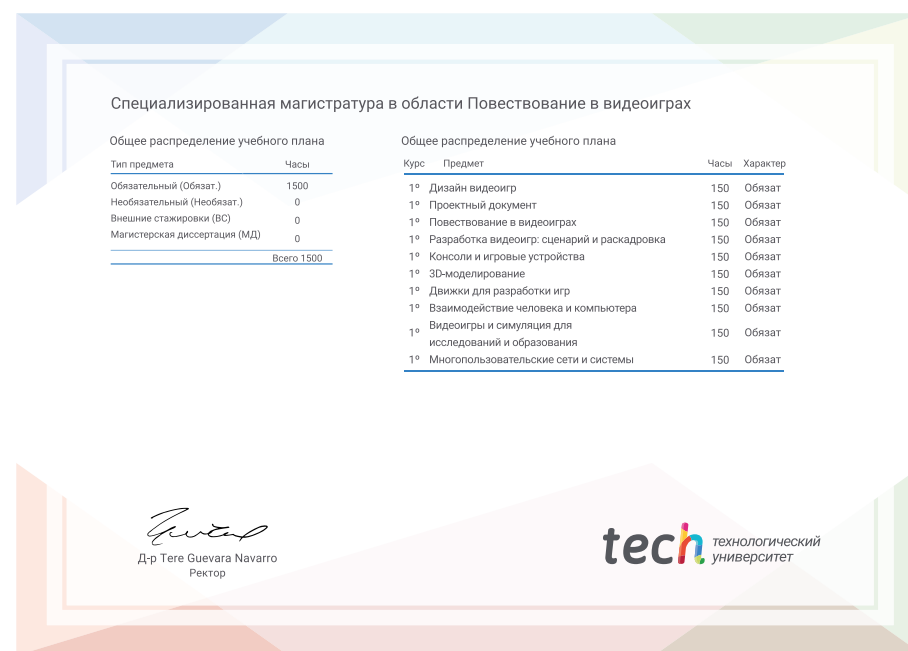 Специализированная магистратура в области Повествование в видеоиграх
Общее распределение учебного плана
Тип предмета Часы
Обязательный (Обязат.) 1500
Необязательный (Необязат.) 0
Внешние стажировки (ВС) 0
Магистерская диссертация (МД) 0
Всего 1500
Общее распределение учебного плана
Курс Предмет Часы Характер
1º Дизайн видеоигр 150 Обязат
1º Проектный документ 150 Обязат
1º Повествование в видеоиграх 150 Обязат
1º Разработка видеоигр: сценарий и раскадровка 150 Обязат
1º Консоли и игровые устройства 150 Обязат
1º 3D-моделирование 150 Обязат
1º Движки для разработки игр 150 Обязат
1º Взаимодействие человека и компьютера 150 Обязат
1º Видеоигры и симуляция для
исследований и образования 150 Обязат
1º Многопользовательские сети и системы 150 Обязат
Д-р Tere Guevara Navarro
Ректор
tech технологический
университет